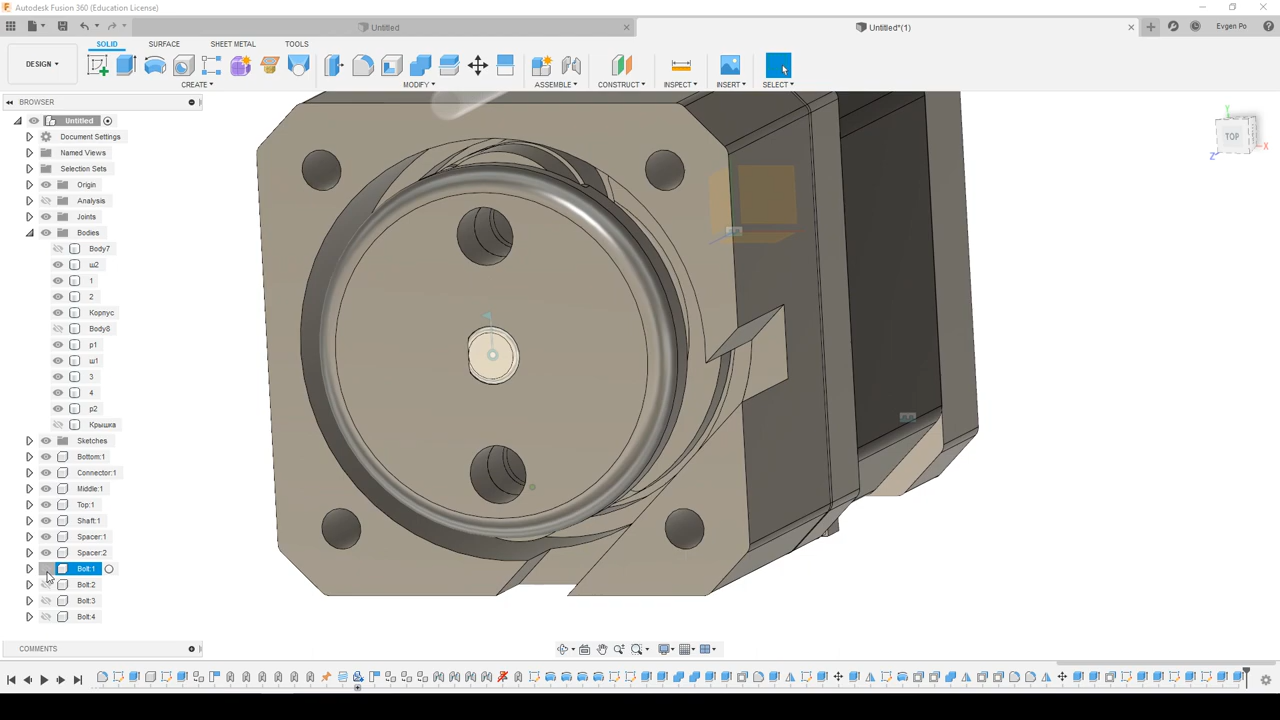 Autodesk Fusion 360 (Education License)
Untitled
Untitled*(1)
Evgen Po
SOLID SURFACE SHEET METAL TOOLS
DESIGN
CREATE MODIFY ASSEMBLE CONSTRUCT INSPECT INSERT SELECT
BROWSER
Untitled
Document Settings
Named Views
Selection Sets
Origin
Analysis
Joints
Bodies
Body7
ш2
1
2
Корпус
Body8
p1
ш1
3
4
p2
Крышка
Sketches
Bottom:1
Connector:1
Middle:1
Top:1
Shaft:1
Spacer:1
Spacer:2
Bolt:1
Bolt:2
Bolt:3
Bolt:4
COMMENTS
Y
TOP
Z
X